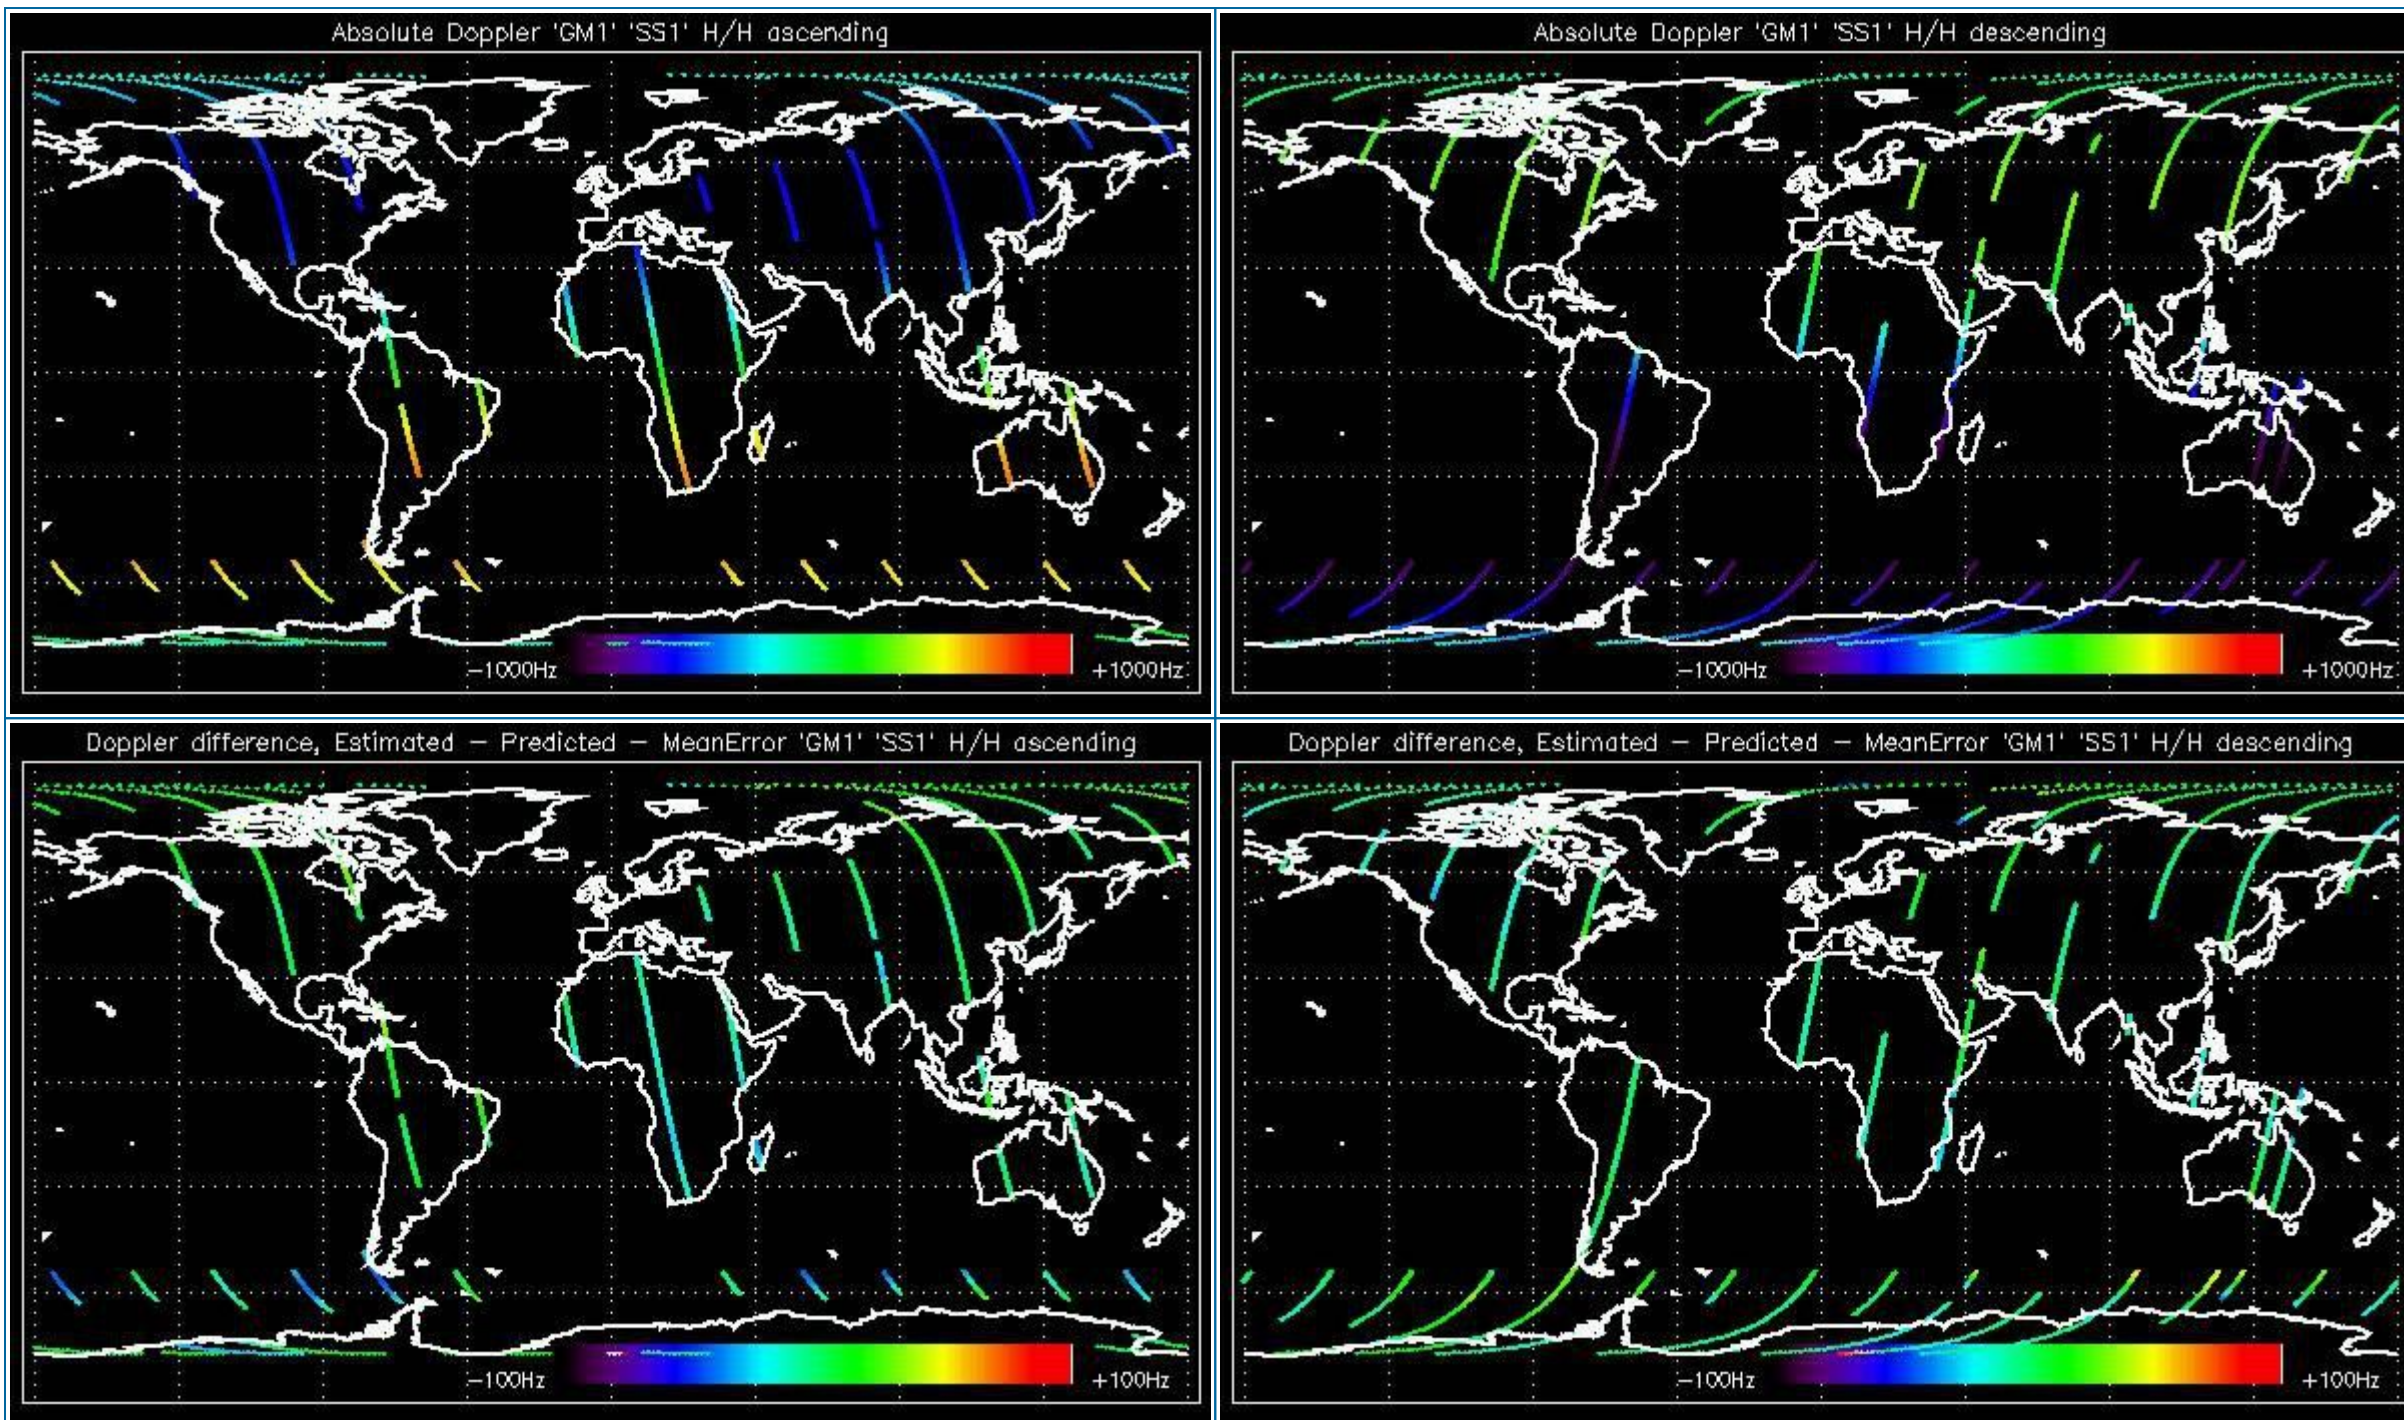 Absolute Doppler 'GM1' 'SS1' H/H ascending
-1000Hz
+1000Hz
Absolute Doppler 'GM1' 'SS1' H/H descending
-1000Hz
+1000Hz
Doppler difference, Estimated - Predicted - MeanError 'GM1' 'SS1' H/H ascending
-100Hz
+100Hz
Doppler difference, Estimated - Predicted - MeanError 'GM1' 'SS1' H/H descending
-100Hz
+100Hz